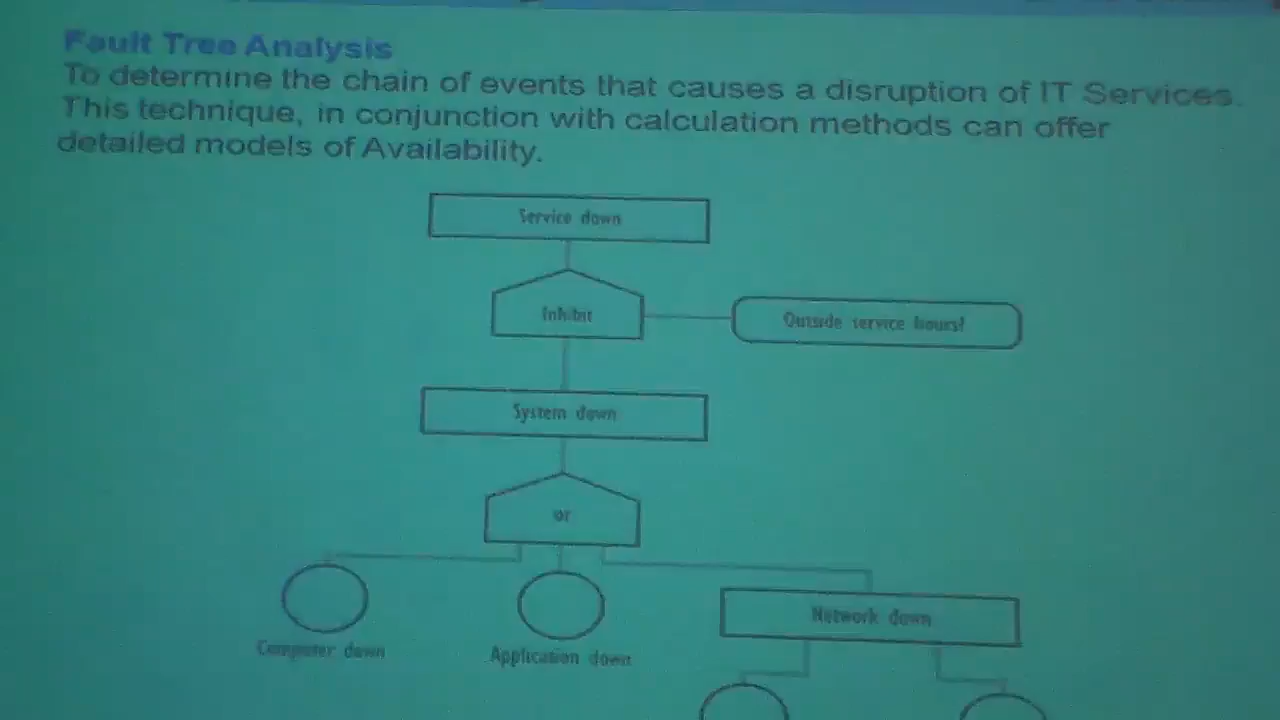 Fault Tree Analysis
To determine the chain of events that causes a disruption of IT Services.
This technique, in conjunction with calculation methods can offer
detailed models of Availability.
Service down
Inhibit
Outside service hours?
System down
or
Computer down
Application down
Network down